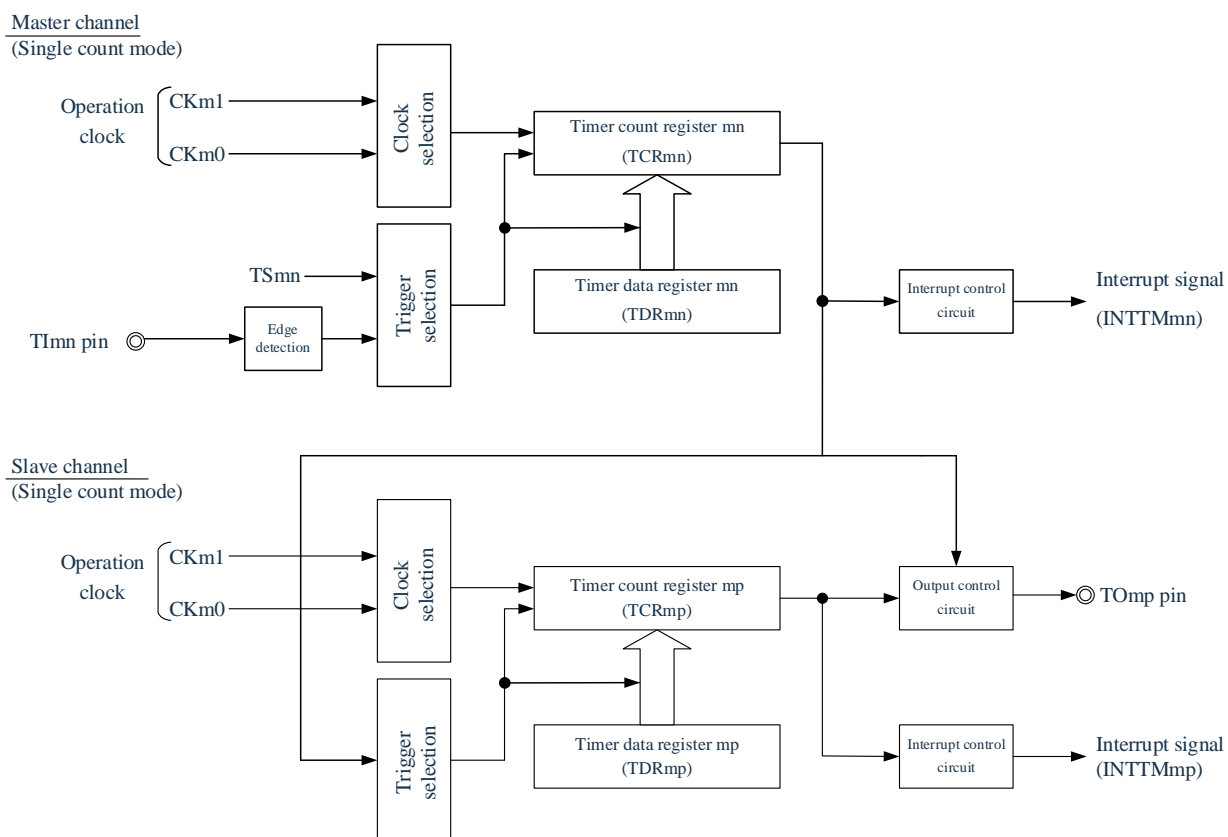 Master channel
(Single count mode)
Operation
clock
CKm1
CKm0
Clock
selection
Timer count register mn
(TCRmn)
TSmn
TImn pin
Edge
detection
Trigger
selection
Timer data register mn
(TDRmn)
Interrupt control
circuit
Interrupt signal
(INTTMmn)
Slave channel
(Single count mode)
Operation
clock
CKm1
CKm0
Clock
selection
Timer count register mp
(TCRmp)
Output control
circuit
TOmp pin
Trigger
selection
Timer data register mp
(TDRmp)
Interrupt control
circuit
Interrupt signal
(INTTMmp)